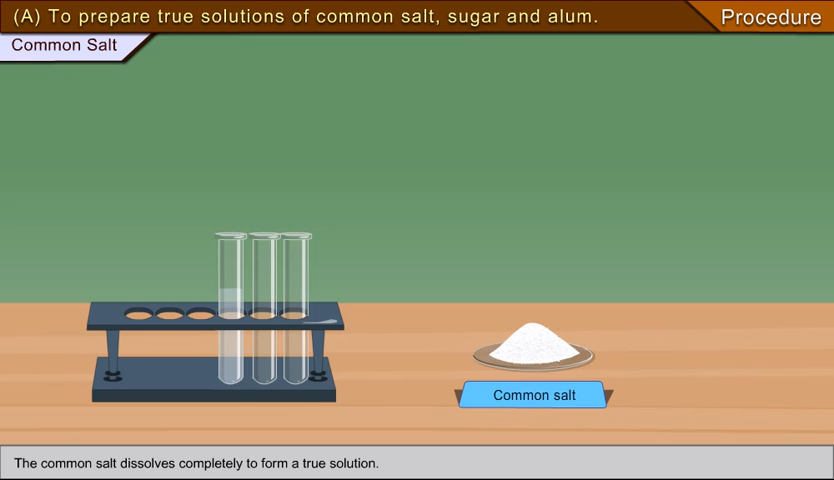 (A) To prepare true solutions of common salt, sugar and alum.
Procedure
Common Salt
Common salt
The common salt dissolves completely to form a true solution.